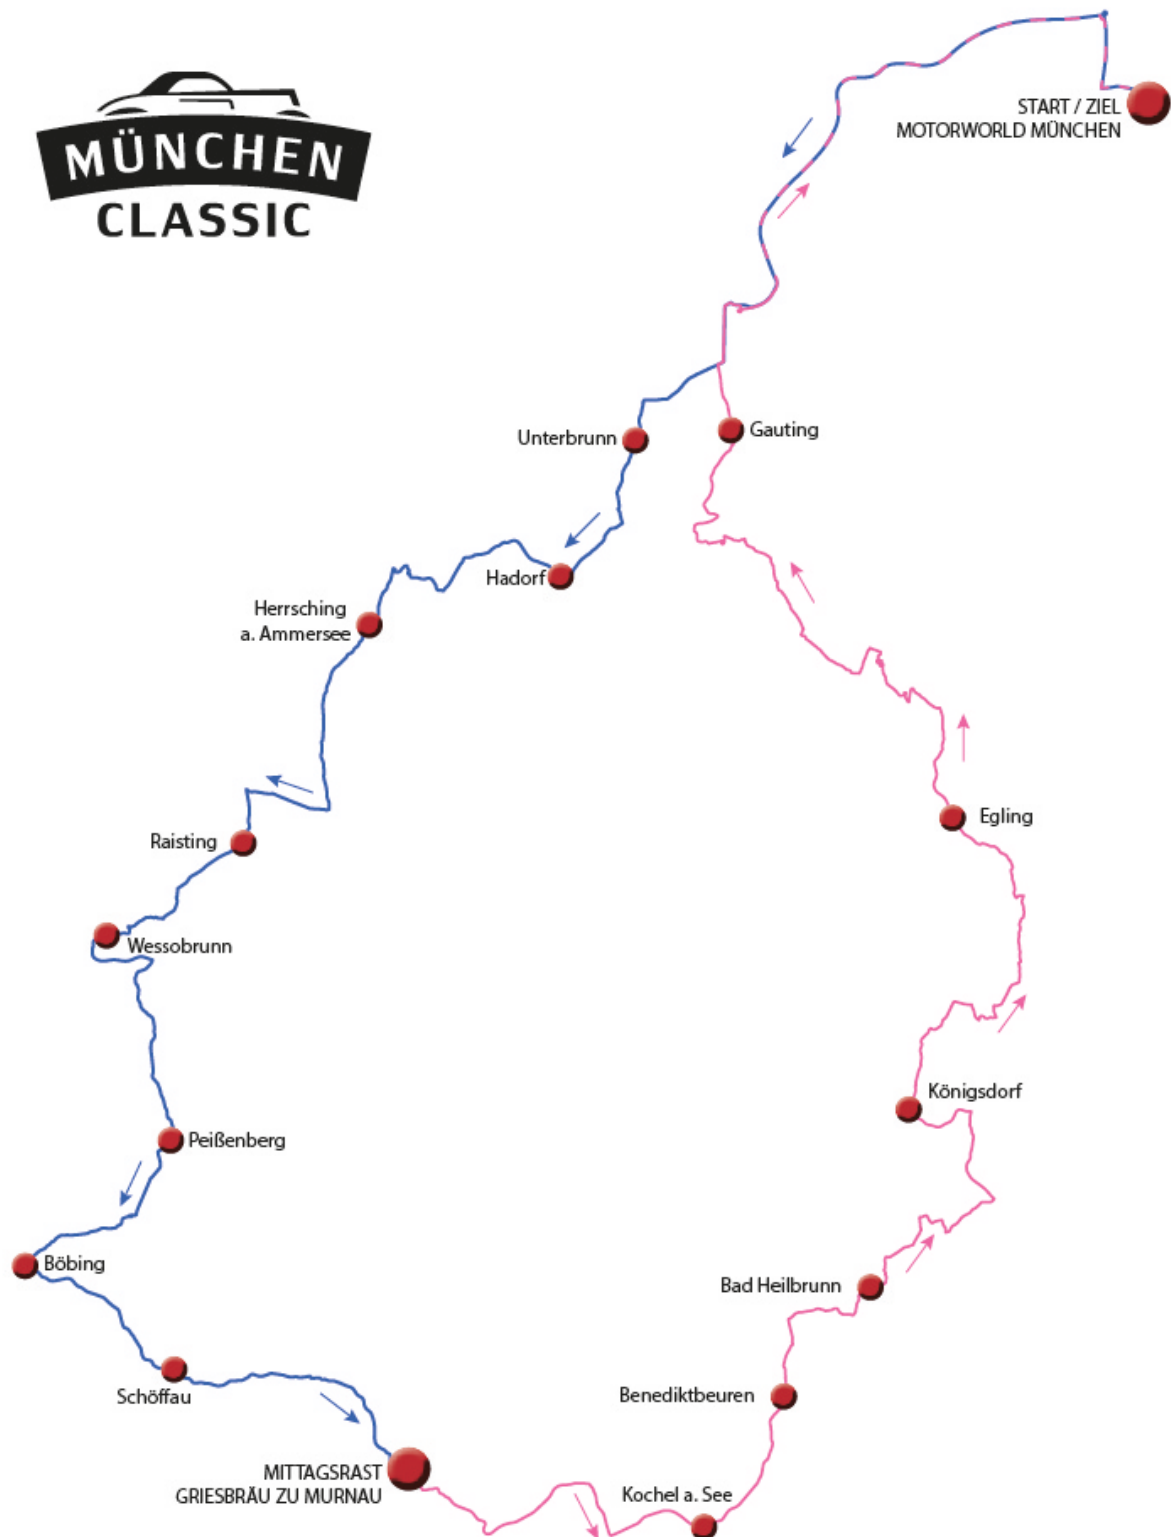 MÜNCHEN
CLASSIC
START / ZIEL
MOTORWORLD MÜNCHEN
Unterbrunn
Gauting
Hadorf
Herrsching
a. Ammersee
Raisting
Egling
Wessobrunn
Königsdorf
Peißenberg
Böbing
Bad Heilbrunn
Schöffau
Benediktbeuren
MITTAGSRAST
GRIESBRÄU ZU MURNAU
Kochel a. See